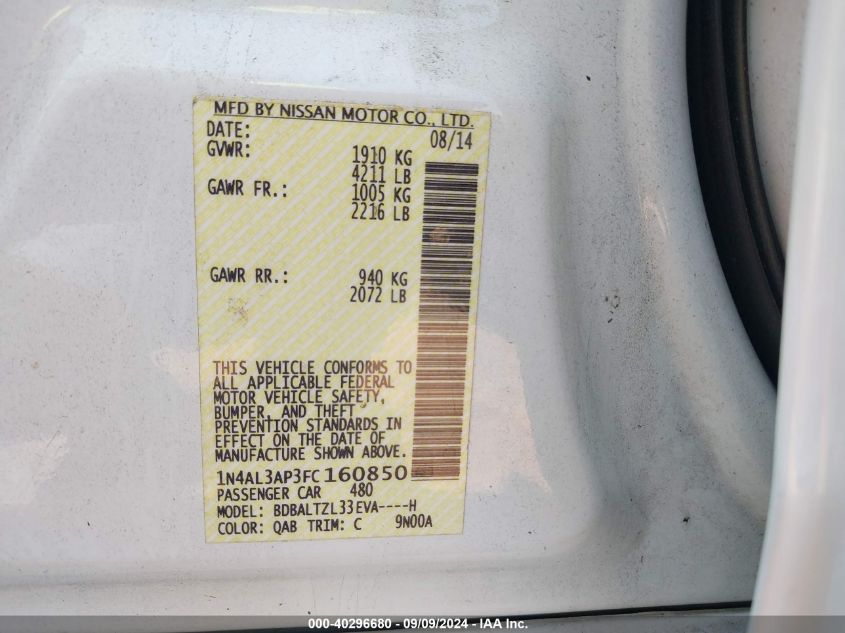 MFD BY NISSAN MOTOR CO., LTD.
DATE: 08/14
GVWR: 1910 KG
4211 LB
GAWR FR.: 1005 KG
2216 LB
GAWR RR.: 940 KG
2072 LB
THIS VEHICLE CONFORMS TO
ALL APPLICABLE FEDERAL
MOTOR VEHICLE SAFETY,
BUMPER, AND THEFT
PREVENTION STANDARDS IN
EFFECT ON THE DATE OF
MANUFACTURE SHOWN ABOVE.
1N4AL3AP3FC160850
PASSENGER CAR 480
MODEL: BDBALTZL33EVA----H
COLOR: QAB TRIM: C 9N00A
000-40296680 - 09/09/2024 - IAA Inc.